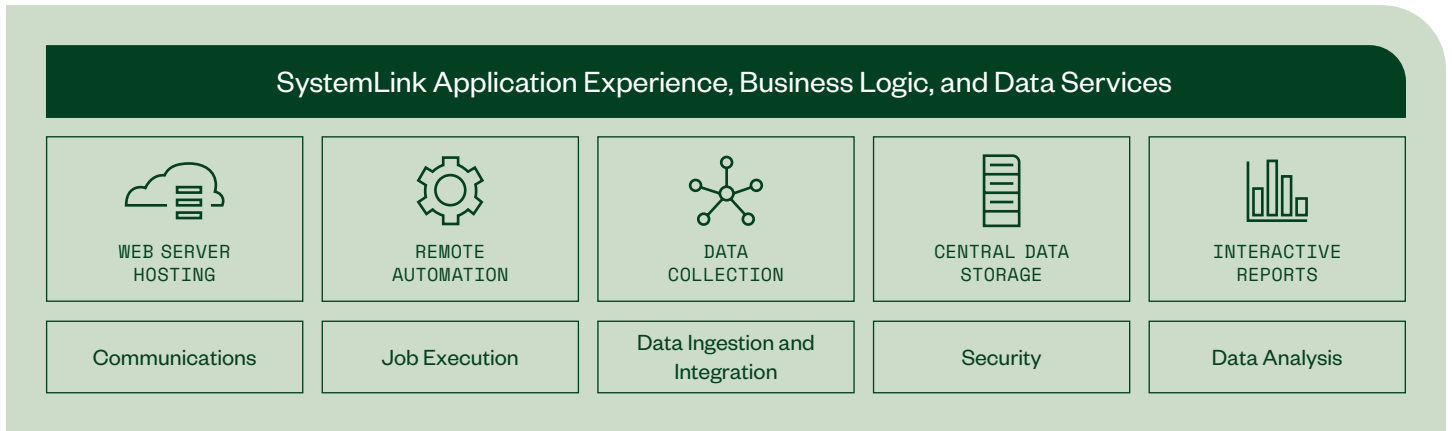 SystemLink Application Experience, Business Logic, and Data Services
WEB SERVER
HOSTING
REMOTE
AUTOMATION
DATA
COLLECTION
CENTRAL DATA
STORAGE
INTERACTIVE
REPORTS
Communications
Job Execution
Data Ingestion and
Integration
Security
Data Analysis